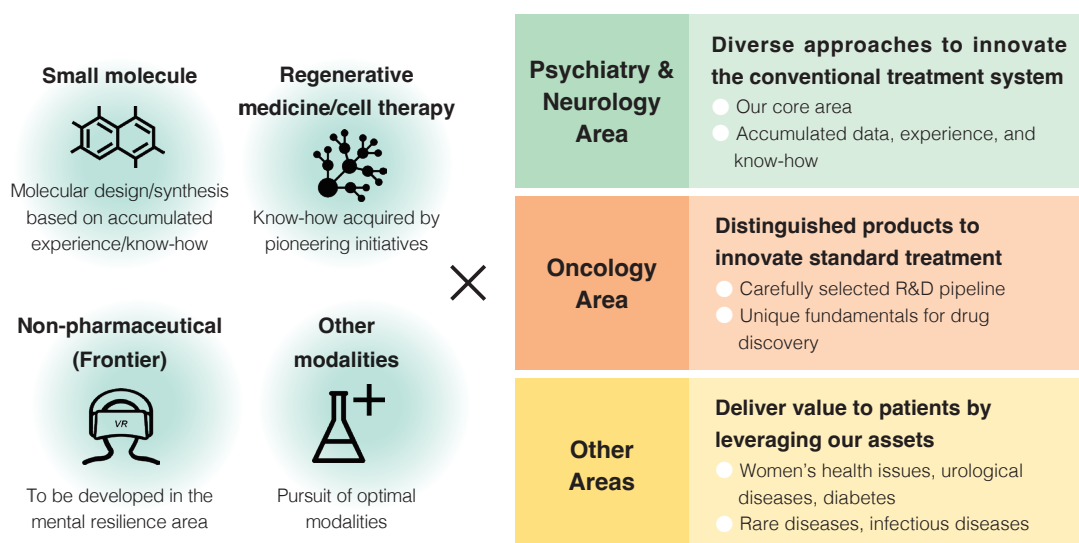 Small molecule
Molecular design/synthesis
based on accumulated
experience/know-how
Regenerative
medicine/cell therapy
Know-how acquired by
pioneering initiatives
Non-pharmaceutical
(Frontier)
VR
To be developed in the
mental resilience area
Other
modalities
Pursuit of optimal
modalities
Psychiatry &
Neurology
Area
Diverse approaches to innovate
the conventional treatment system
Our core area
Accumulated data, experience, and
know-how
Oncology
Area
Distinguished products to
innovate standard treatment
Carefully selected R&D pipeline
Unique fundamentals for drug
discovery
Other
Areas
Deliver value to patients by
leveraging our assets
Women’s health issues, urological
diseases, diabetes
Rare diseases, infectious diseases